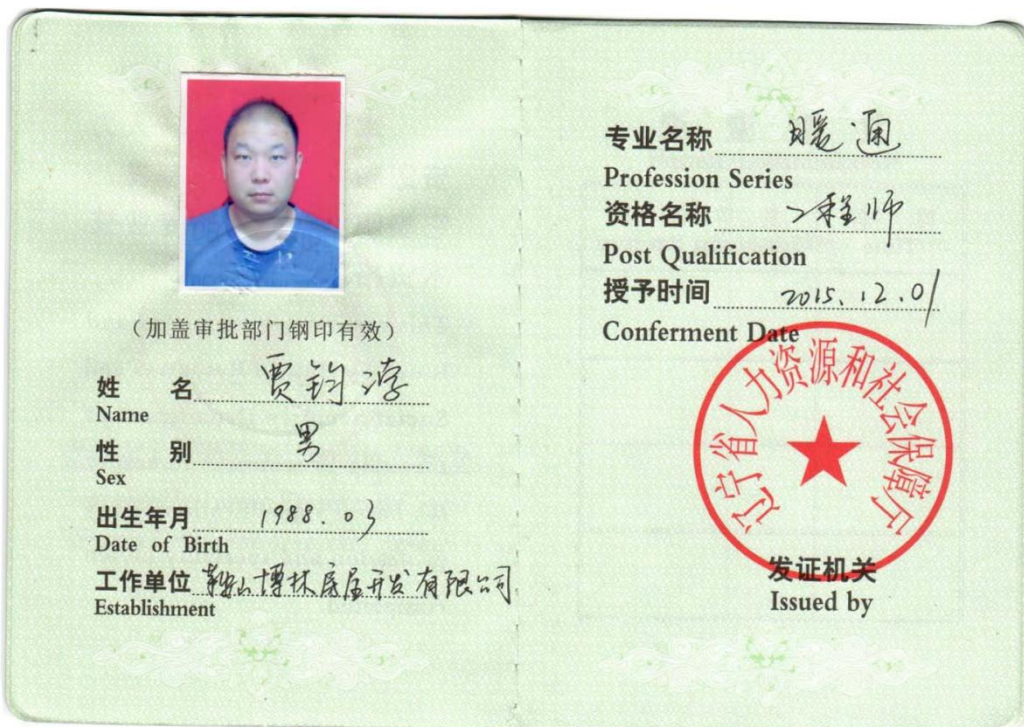 （加盖审批部门钢印有效）
姓 名 贾钧淳
Name
性 别 男
Sex
出生年月 1988.03
Date of Birth
工作单位 鞍山博林房屋开发有限公司
Establishment
专业名称 暖通
Profession Series
资格名称 工程师
Post Qualification
授予时间 2015.12.01
Conferment Date
辽宁省人力资源和社会保障厅
发证机关
Issued by